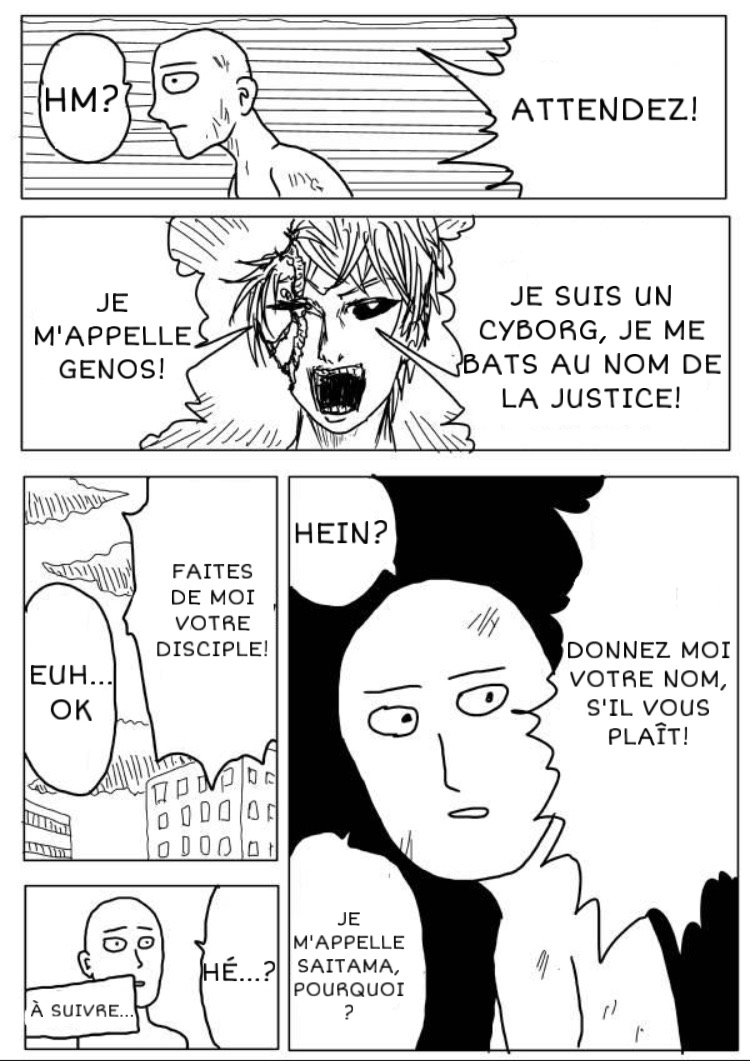 ATTENDEZ!
HM?
JE SUIS UN
CYBORG, JE ME
BATS AU NOM DE
LA JUSTICE!
JE
M'APPELLE
GENOS!
HEIN?
DONNEZ MOI
VOTRE NOM,
S'IL VOUS
PLAÎT!
JE
M'APPELLE
SAITAMA,
POURQUOI
?
FAITES
DE MOI
VOTRE
DISCIPLE!
EUH...
OK
HÉ...?
À SUIVRE...